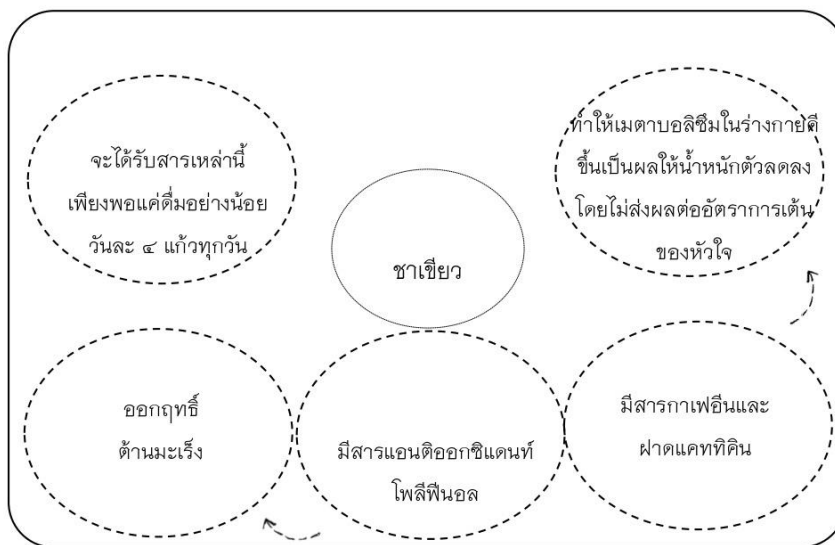 จะได้รับสารเหล่านี้
เพียงพอแค่ดื่มอย่างน้อย
วันละ ๔ แก้วทุกวัน
ชาเขียว
ทำให้เมตาบอลิซึมในร่างกายดี
ขึ้นเป็นผลให้น้ำหนักตัวลดลง
โดยไม่ส่งผลต่ออัตราการเต้น
ของหัวใจ
ออกฤทธิ์
ต้านมะเร็ง
มีสารแอนติออกซิแดนท์
โพลีฟีนอล
มีสารกาเฟอีนและ
ฝาดแคททิคิน